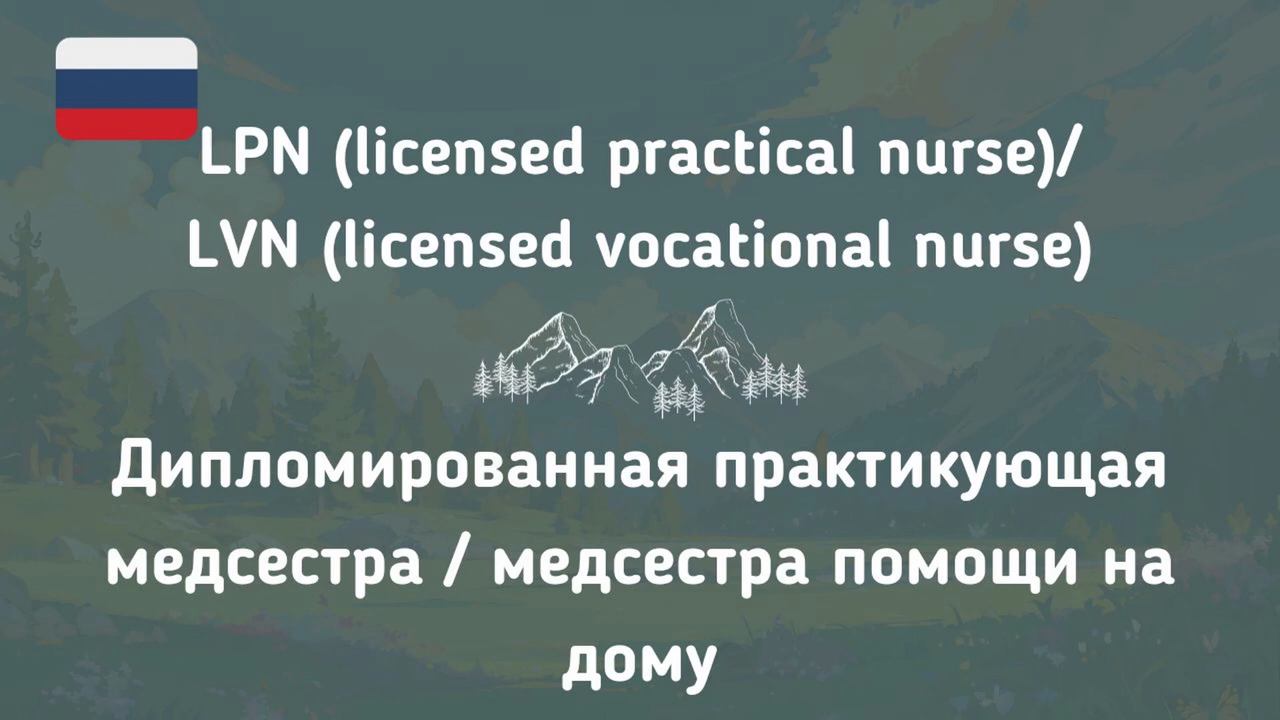 LPN (licensed practical nurse)/
LVN (licensed vocational nurse)
Дипломированная практикующая
медсестра / медсестра помощи на
дому